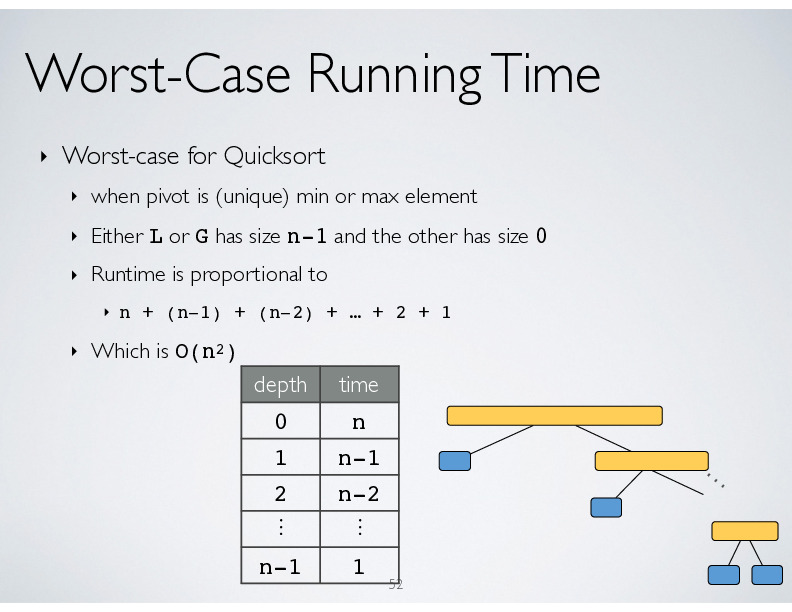 Worst-Case Running Time
‣ Worst-case for Quicksort
‣ when pivot is (unique) min or max element
‣ Either L or G has size n-1 and the other has size 0
‣ Runtime is proportional to
‣ n + (n-1) + (n-2) + … + 2 + 1
‣ Which is O(n²)
depth time
0 n
1 n-1
2 n-2
⋮ ⋮
n-1 1
52